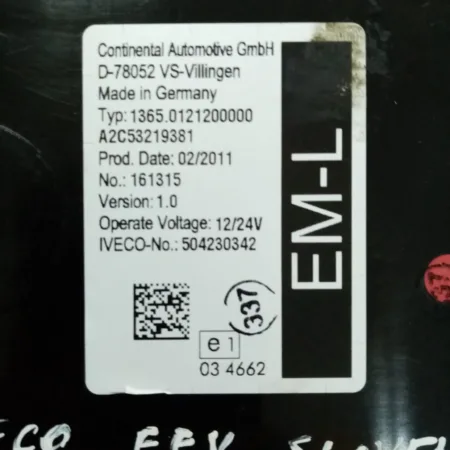 Continental Automotive GmbH
D-78052 VS-Villingen
Made in Germany
Typ: 1365.0121200000
A2C53219381
Prod. Date: 02/2011
No.: 161315
Version: 1.0
Operate Voltage: 12/24V
IVECO-No.: 504230342
EM-L
337
e1
03 4662